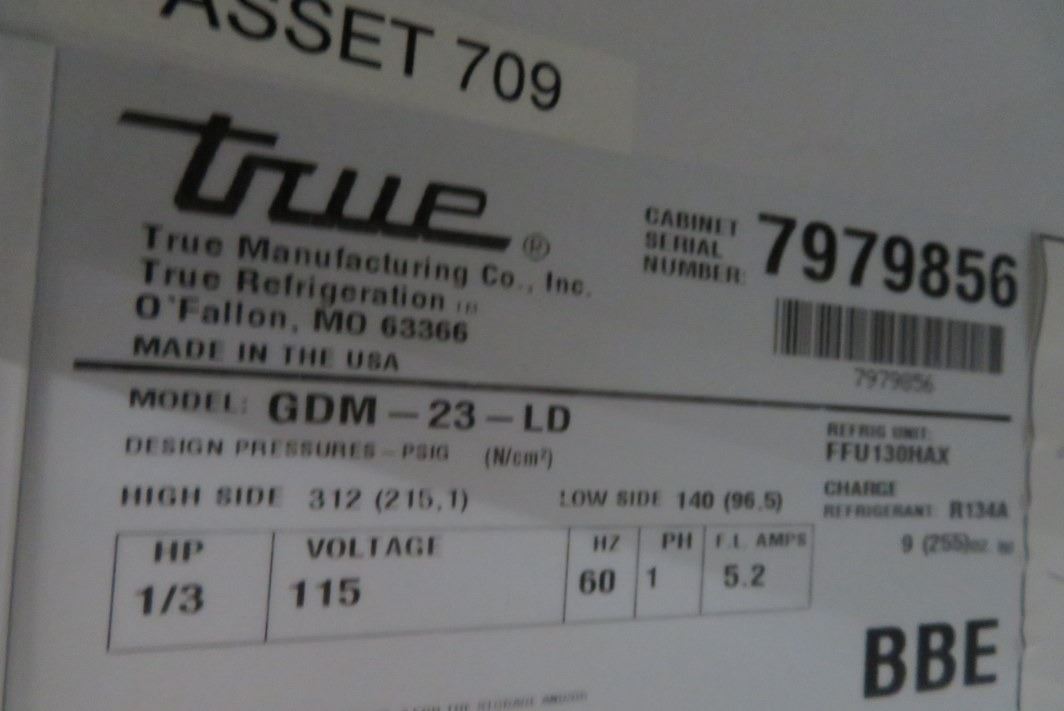 ASSET 709
true®
True Manufacturing Co., Inc.
True Refrigeration
O'Fallon, MO 63366
MADE IN THE USA
CABINET
SERIAL
NUMBER:
7979856
7979856
MODEL: GDM-23-LD
DESIGN PRESSURES-PSIG (N/cm²)
HIGH SIDE 312 (215.1) LOW SIDE 140 (96.5)
REFRIG UNIT:
FFU130HAX
CHARGE
REFRIGERANT: R134A
9 (255)oz.
HP VOLTAGE HZ PH F.L. AMPS
1/3 115 60 1 5.2
BBE